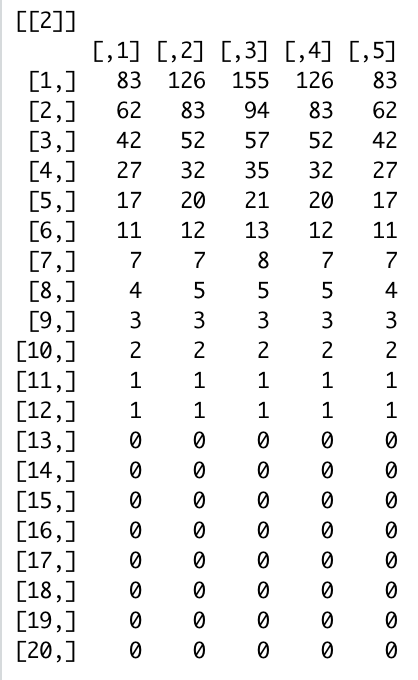 [[2]]
      [,1] [,2] [,3] [,4] [,5]
 [1,]   83  126  155  126   83
 [2,]   62   83   94   83   62
 [3,]   42   52   57   52   42
 [4,]   27   32   35   32   27
 [5,]   17   20   21   20   17
 [6,]   11   12   13   12   11
 [7,]    7    7    8    7    7
 [8,]    4    5    5    5    4
 [9,]    3    3    3    3    3
[10,]    2    2    2    2    2
[11,]    1    1    1    1    1
[12,]    1    1    1    1    1
[13,]    0    0    0    0    0
[14,]    0    0    0    0    0
[15,]    0    0    0    0    0
[16,]    0    0    0    0    0
[17,]    0    0    0    0    0
[18,]    0    0    0    0    0
[19,]    0    0    0    0    0
[20,]    0    0    0    0    0